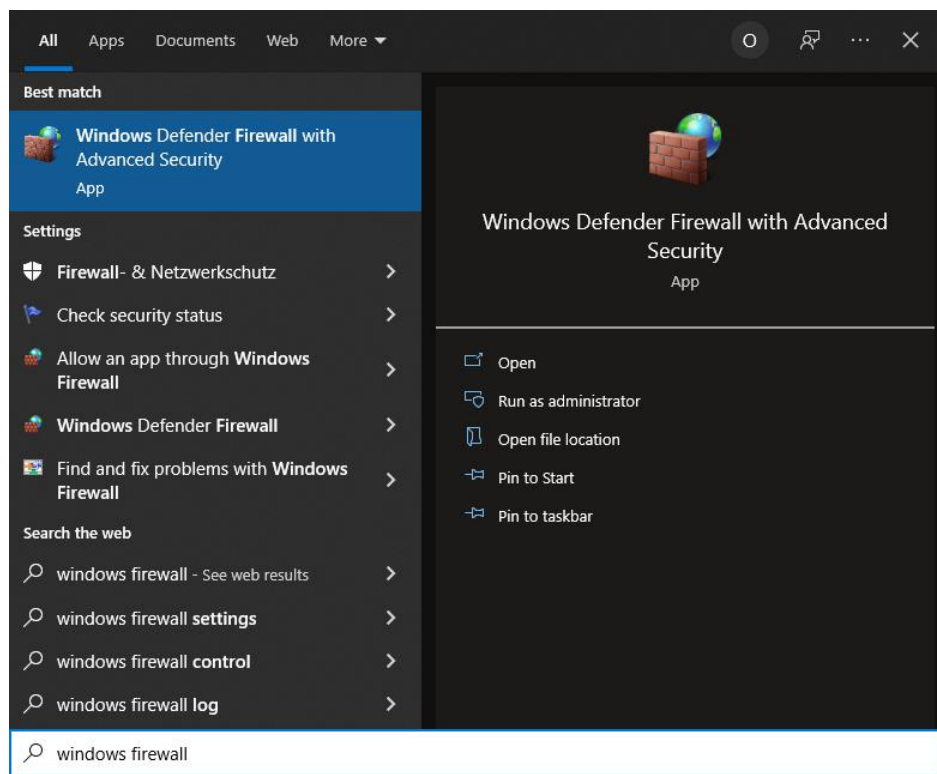 All Apps Documents Web More O
Best match
Windows Defender Firewall with
Advanced Security
App
Settings
Firewall- & Netzwerkschutz
Check security status
Allow an app through Windows
Firewall
Windows Defender Firewall
Find and fix problems with Windows
Firewall
Search the web
windows firewall - See web results
windows firewall settings
windows firewall control
windows firewall log
Windows Defender Firewall with Advanced
Security
App
Open
Run as administrator
Open file location
Pin to Start
Pin to taskbar
windows firewall